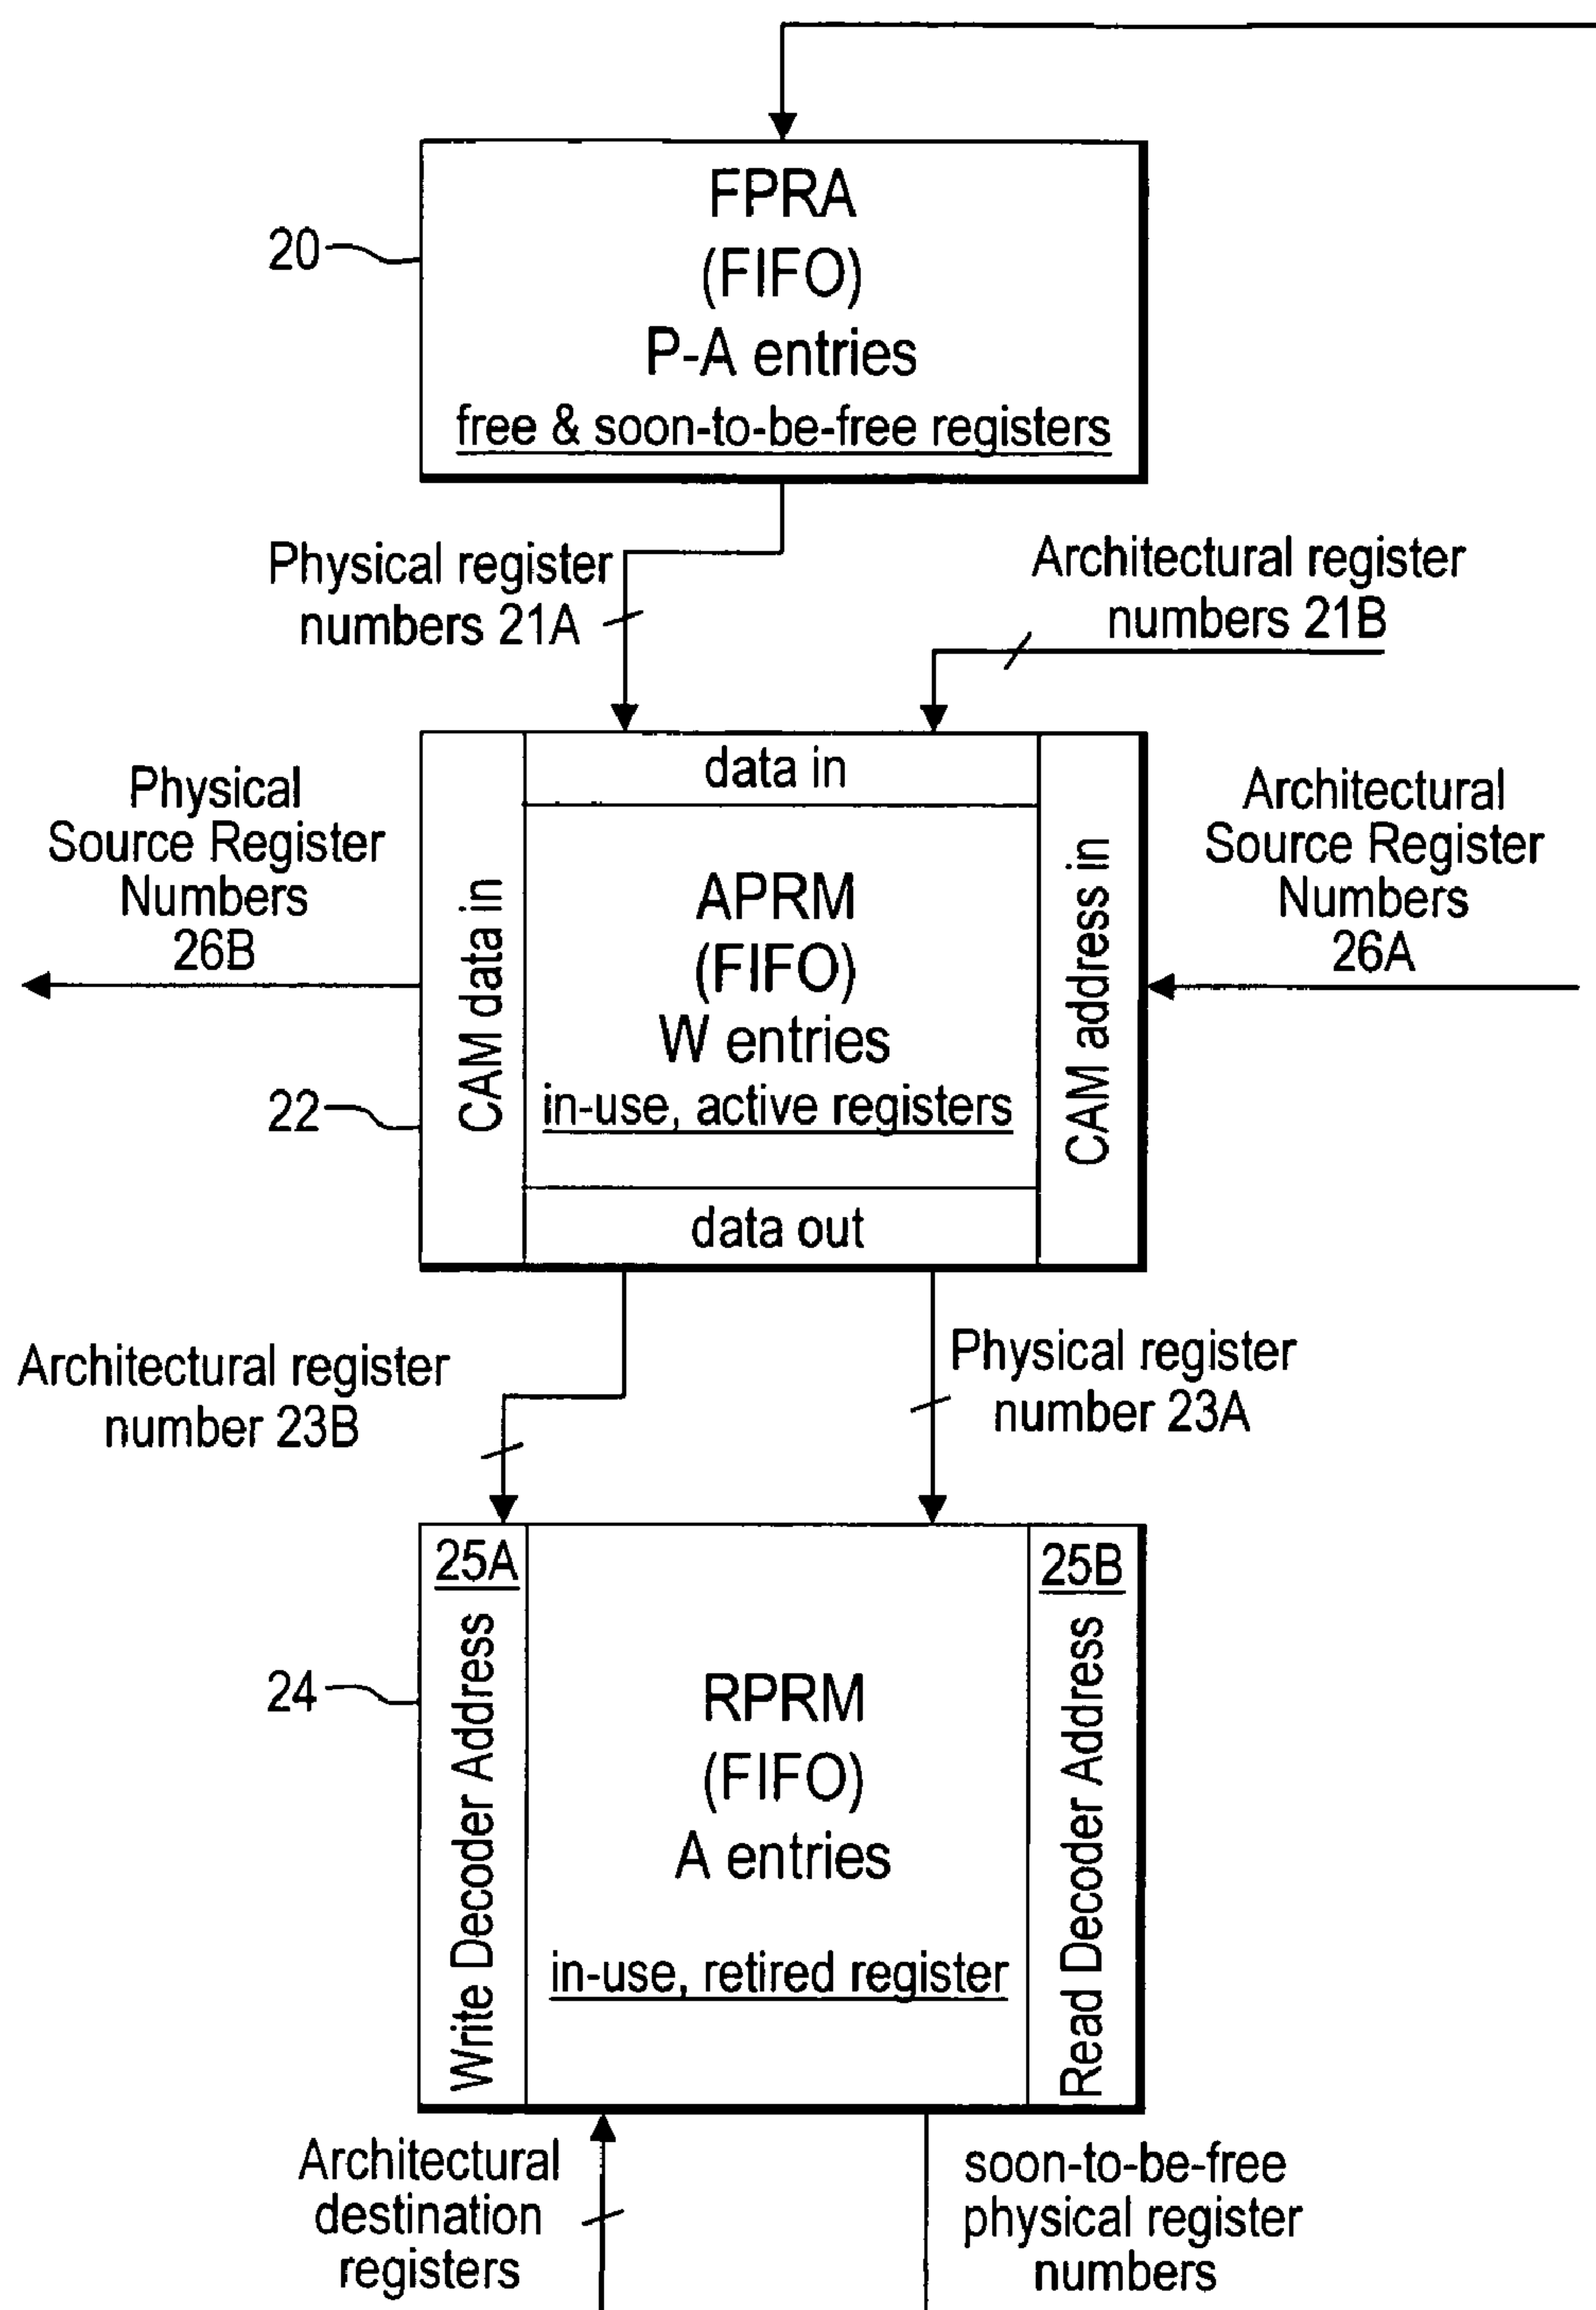 FPRA
(FIFO)
P-A entries
free & soon-to-be-free registers
20
Physical register
numbers 21A
Architectural register
numbers 21B
data in
Physical
Source Register
Numbers
26B
CAM data in
APRM
(FIFO)
W entries
in-use, active registers
CAM address in
Architectural
Source Register
Numbers
26A
22
data out
Architectural register
number 23B
Physical register
number 23A
25A
Write Decoder Address
24
RPRM
(FIFO)
A entries
in-use, retired register
25B
Read Decoder Address
Architectural
destination
registers
soon-to-be-free
physical register
numbers